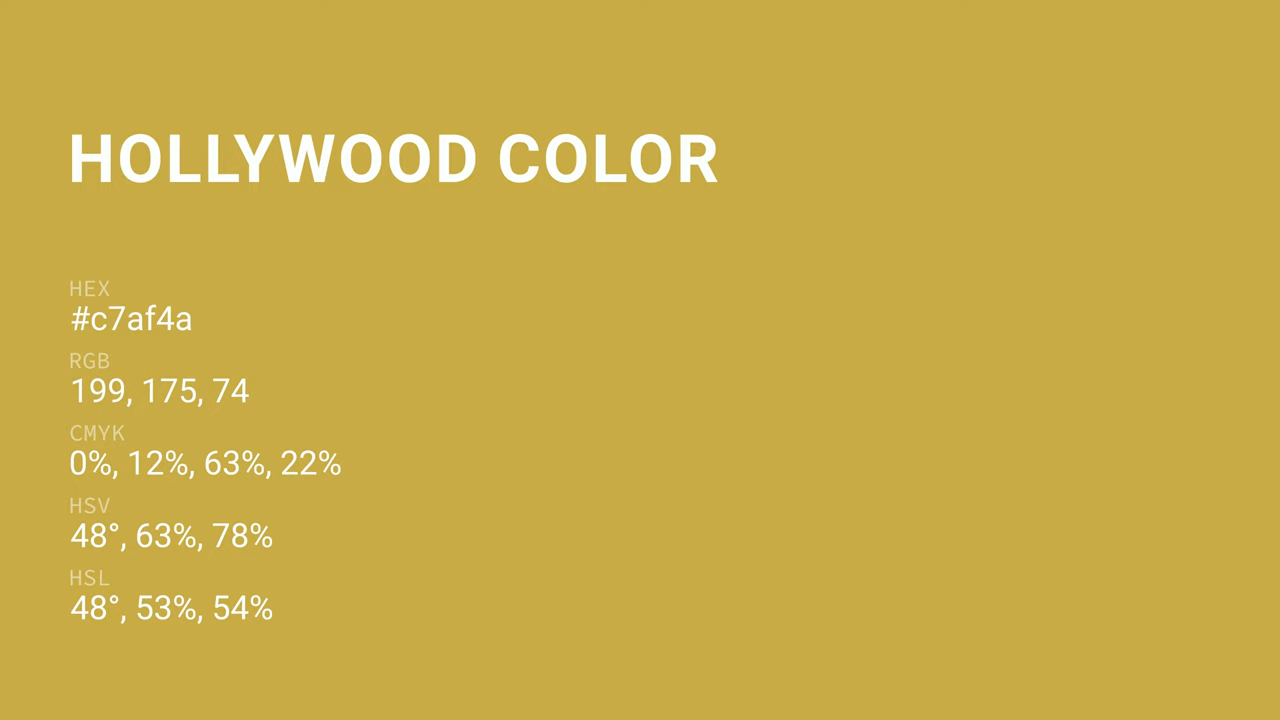 HOLLYWOOD COLOR
HEX
#c7af4a
RGB
199, 175, 74
CMYK
0%, 12%, 63%, 22%
HSV
48°, 63%, 78%
HSL
48°, 53%, 54%